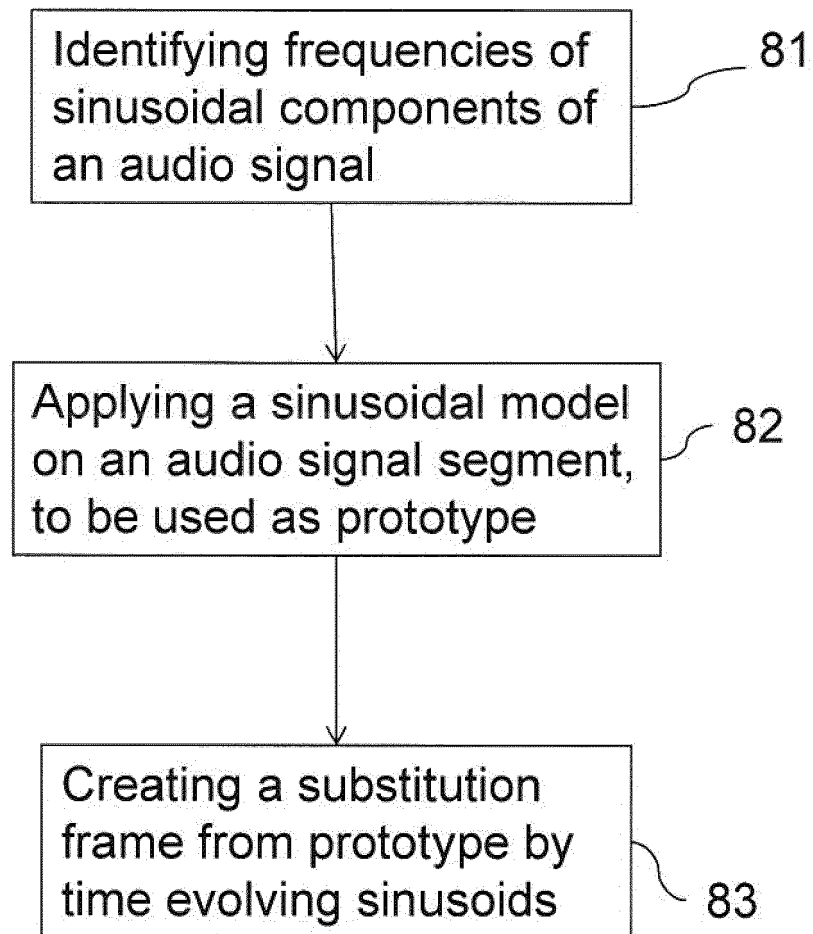 Identifying frequencies of
sinusoidal components of
an audio signal
81
Applying a sinusoidal model
on an audio signal segment,
to be used as prototype
82
Creating a substitution
frame from prototype by
time evolving sinusoids
83